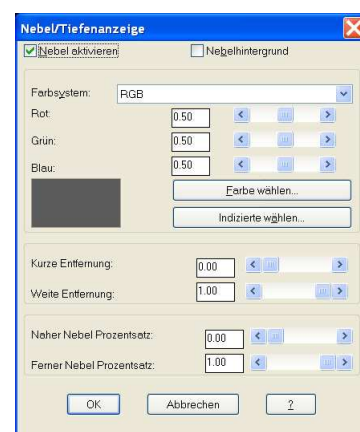 Nebel/Tiefenanzeige
Nebel aktivieren
Nebelhintergrund
Farbsystem: RGB
Rot: 0.50
Grün: 0.50
Blau: 0.50
Farbe wählen...
Indizierte wählen...
Kurze Entfernung: 0.00
Weite Entfernung: 1.00
Naher Nebel Prozentsatz: 0.00
Ferner Nebel Prozentsatz: 1.00
OK Abbrechen ?